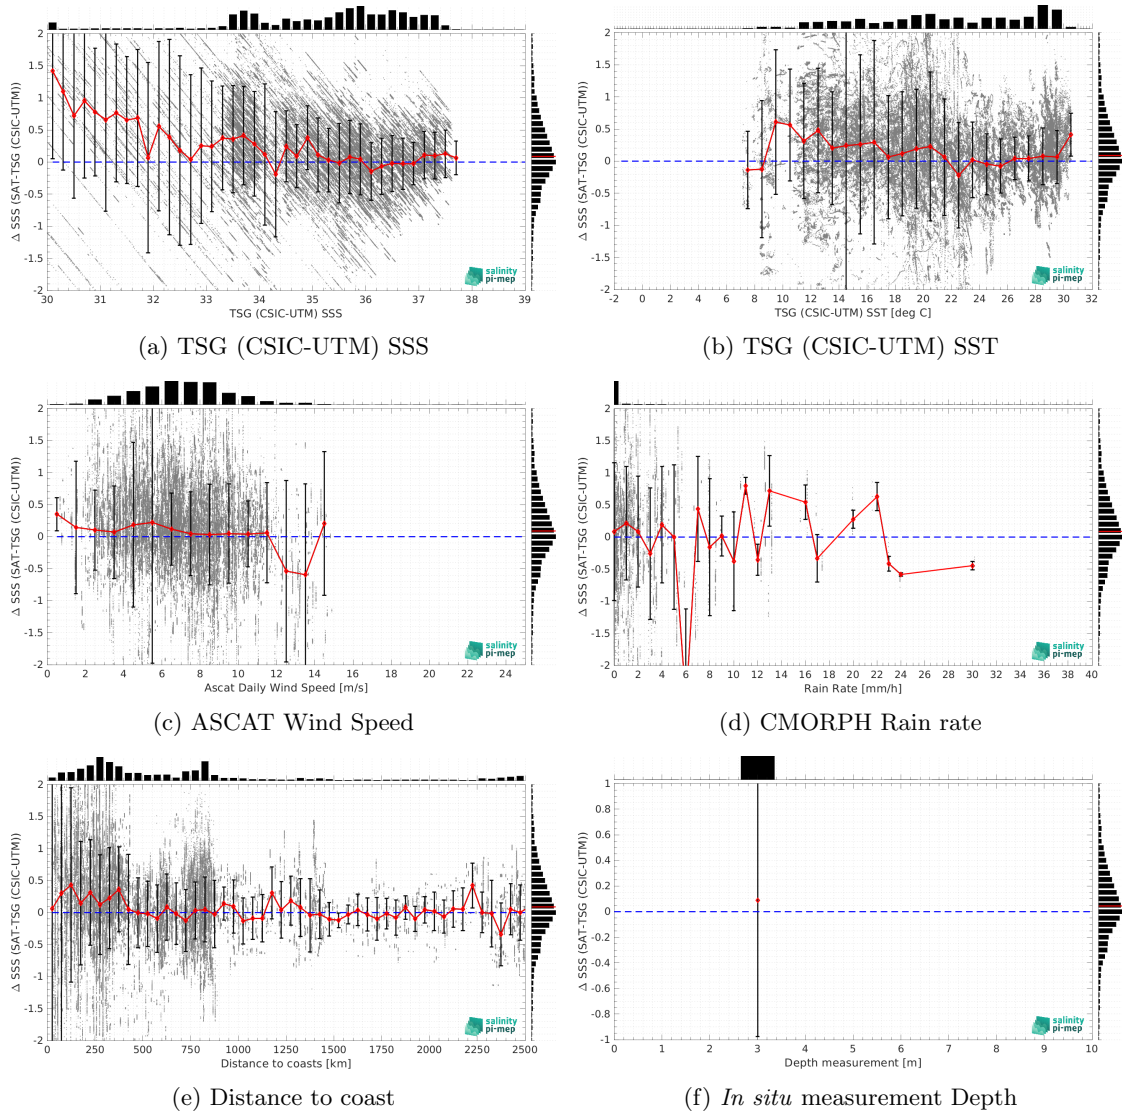 2
1.5
1
0.5
0
-0.5
-1
-1.5
-2
Δ SSS (SAT-TSG (CSIC-UTM))
30 31 32 33 34 35 36 37 38 39
TSG (CSIC-UTM) SSS
salinity
pi-mep
(a) TSG (CSIC-UTM) SSS
2
1.5
1
0.5
0
-0.5
-1
-1.5
-2
Δ SSS (SAT-TSG (CSIC-UTM))
-2 0 2 4 6 8 10 12 14 16 18 20 22 24 26 28 30 32
TSG (CSIC-UTM) SST [deg C]
salinity
pi-mep
(b) TSG (CSIC-UTM) SST
2
1.5
1
0.5
0
-0.5
-1
-1.5
-2
Δ SSS (SAT-TSG (CSIC-UTM))
0 2 4 6 8 10 12 14 16 18 20 22 24
Ascat Daily Wind Speed [m/s]
salinity
pi-mep
(c) ASCAT Wind Speed
2
1.5
1
0.5
0
-0.5
-1
-1.5
-2
Δ SSS (SAT-TSG (CSIC-UTM))
0 2 4 6 8 10 12 14 16 18 20 22 24 26 28 30 32 34 36 38 40
Rain Rate [mm/h]
salinity
pi-mep
(d) CMORPH Rain rate
2
1.5
1
0.5
0
-0.5
-1
-1.5
-2
Δ SSS (SAT-TSG (CSIC-UTM))
0 250 500 750 1000 1250 1500 1750 2000 2250 2500
Distance to coasts [km]
salinity
pi-mep
(e) Distance to coast
1
0.8
0.6
0.4
0.2
0
-0.2
-0.4
-0.6
-0.8
-1
Δ SSS (SAT-TSG (CSIC-UTM))
0 1 2 3 4 5 6 7 8 9 10
Depth measurement [m]
salinity
pi-mep
(f) In situ measurement Depth